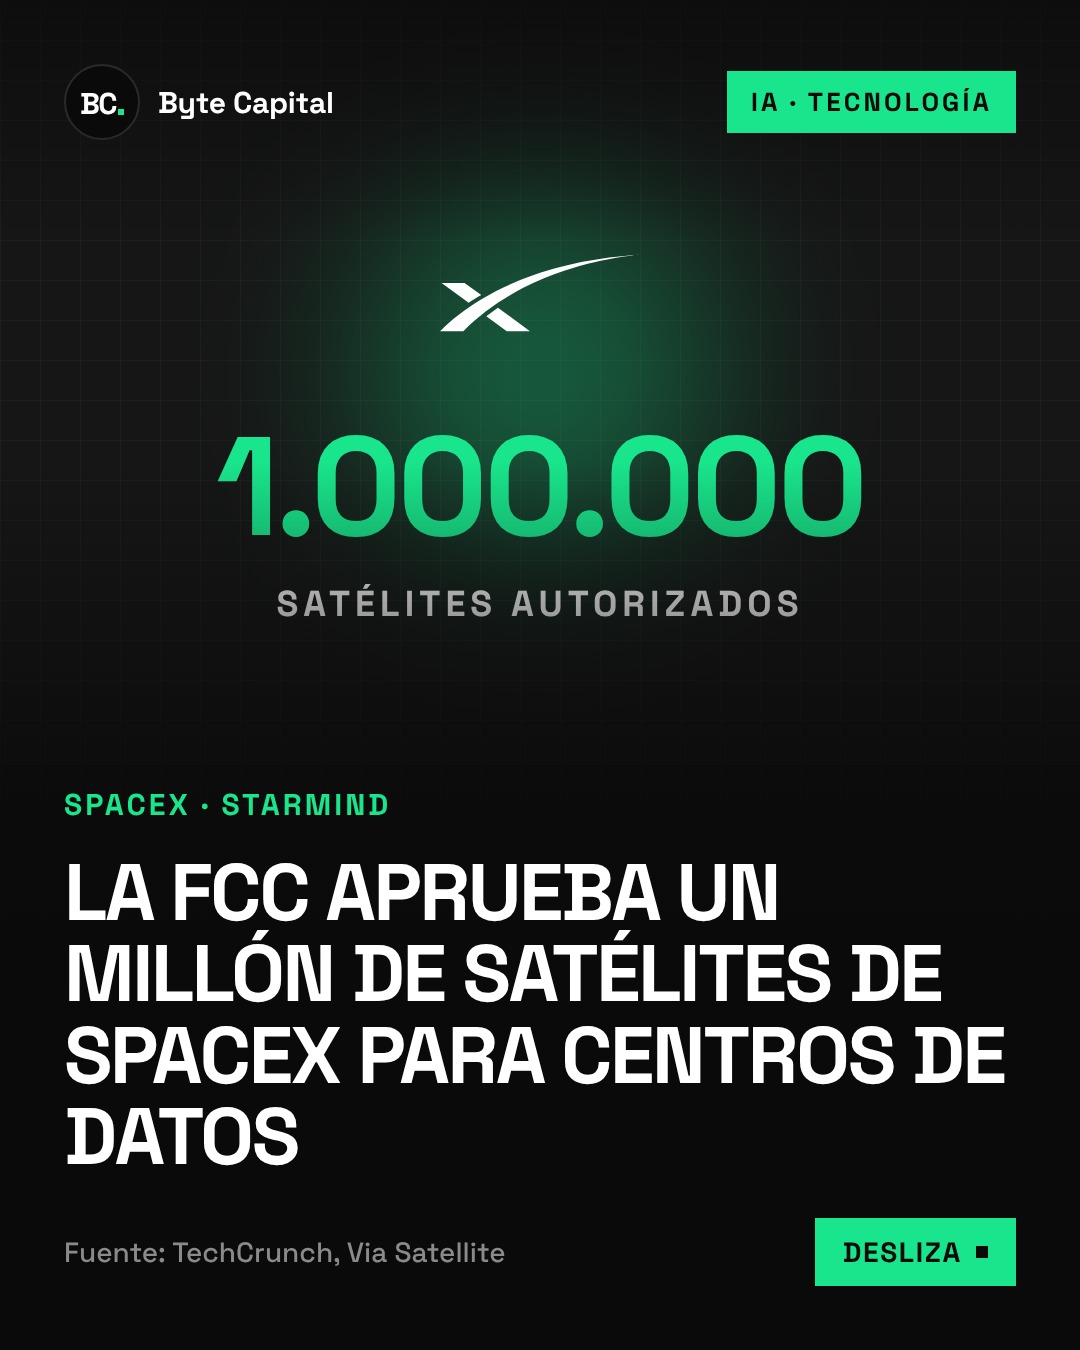 BC.
Byte Capital
IA · TECNOLOGÍA
1.000.000
SATÉLITES AUTORIZADOS
SPACEX · STARMIND
LA FCC APRUEBA UN
MILLÓN DE SATÉLITES DE
SPACEX PARA CENTROS DE
DATOS
Fuente: TechCrunch, Via Satellite
DESLIZA